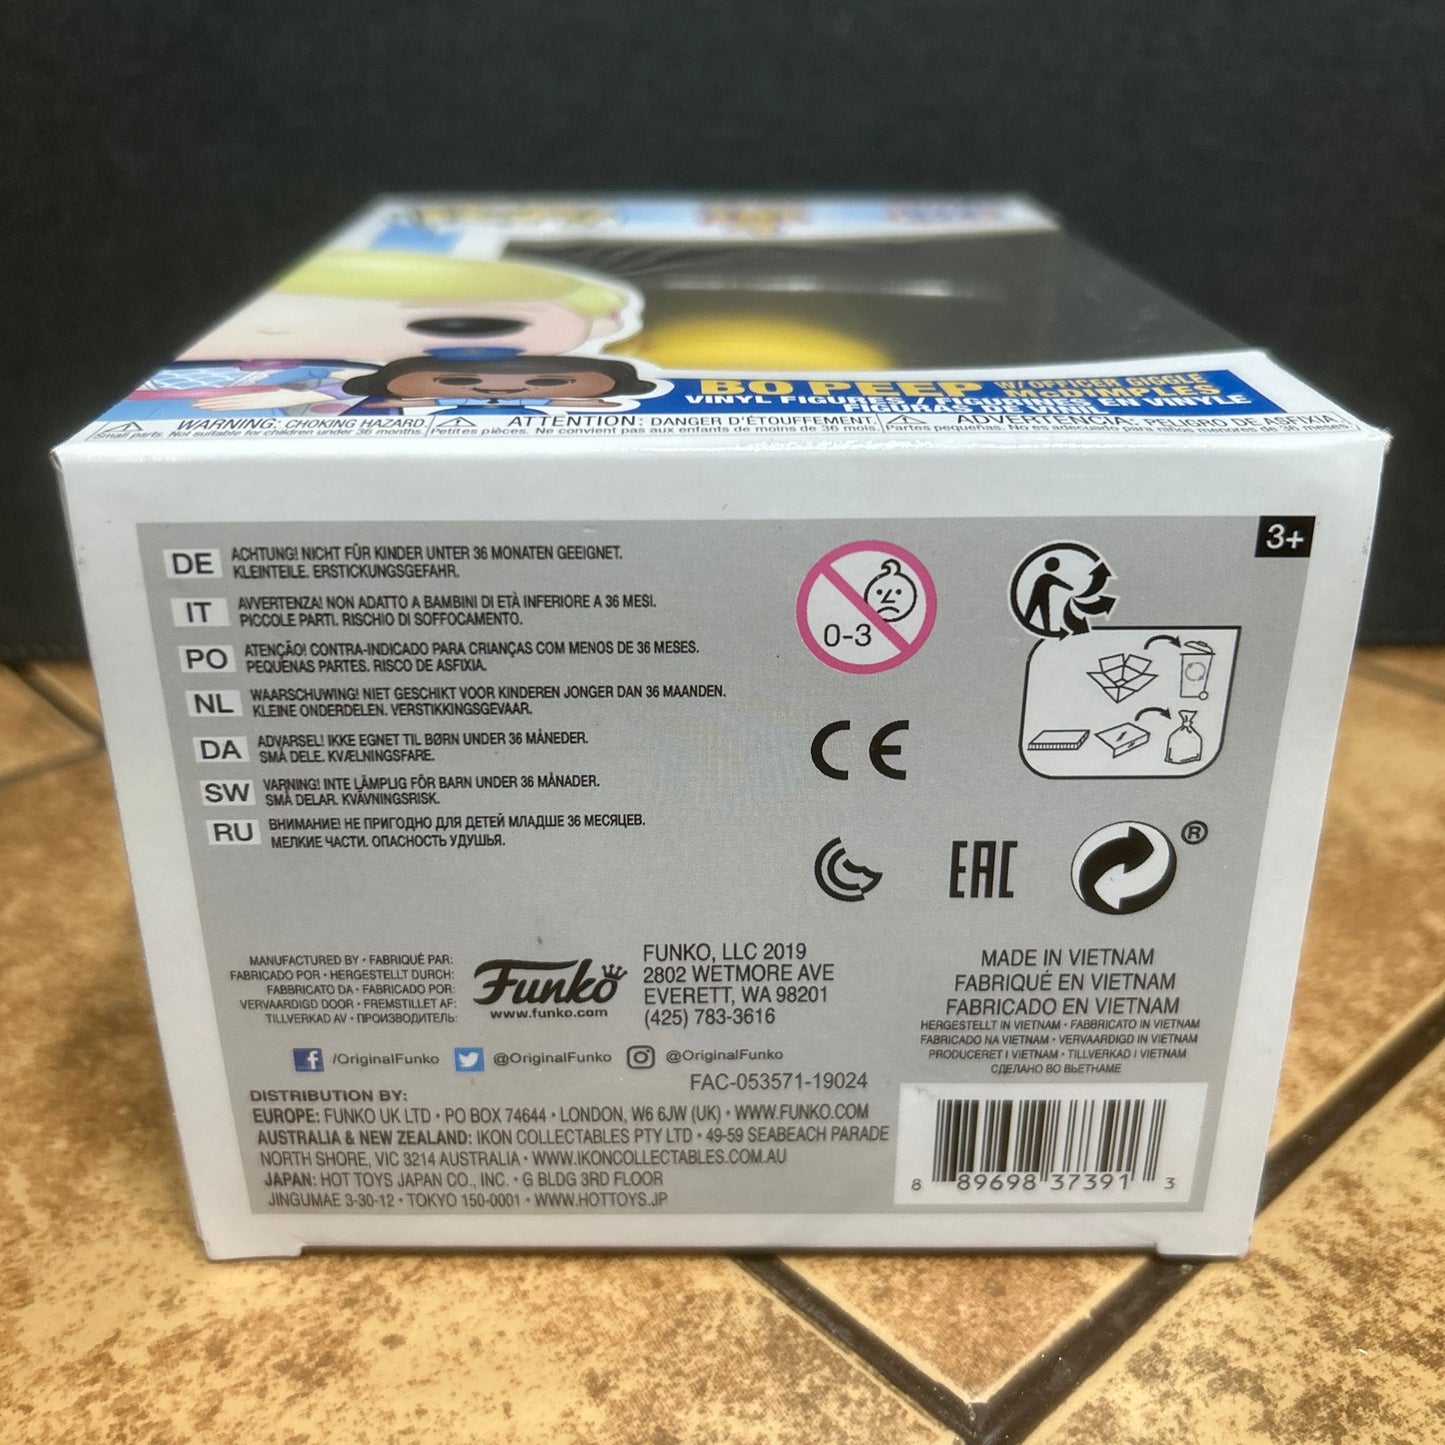 BO PEEP W/ OFFICER GIGGLE McDIMPLES
VINYL FIGURES / FIGURINES EN VINYLE
FIGURAS DE VINIL
WARNING: CHOKING HAZARD.
Small parts. Not suitable for children under 36 months.
ATTENTION: DANGER D'ÉTOUFFEMENT.
Petites pièces. Ne convient pas aux enfants de moins de 36 mois.
ADVERTENCIA: PELIGRO DE ASFIXIA.
Partes pequeñas. No es adecuado para niños menores de 36 meses.
3+
DE ACHTUNG! NICHT FÜR KINDER UNTER 36 MONATEN GEEIGNET.
KLEINTEILE. ERSTICKUNGSGEFAHR.
IT AVVERTENZA! NON ADATTO A BAMBINI DI ETÀ INFERIORE A 36 MESI.
PICCOLE PARTI. RISCHIO DI SOFFOCAMENTO.
PO ATENÇÃO! CONTRA-INDICADO PARA CRIANÇAS COM MENOS DE 36 MESES.
PEQUENAS PARTES. RISCO DE ASFIXIA.
NL WAARSCHUWING! NIET GESCHIKT VOOR KINDEREN JONGER DAN 36 MAANDEN.
KLEINE ONDERDELEN. VERSTIKKINGSGEVAAR.
DA ADVARSEL! IKKE EGNET TIL BØRN UNDER 36 MÅNEDER.
SMÅ DELE. KVÆLNINGSFARE.
SW VARNING! INTE LÄMPLIG FÖR BARN UNDER 36 MÅNADER.
SMÅ DELAR. KVÄVNINGSRISK.
RU ВНИМАНИЕ! НЕ ПРИГОДНО ДЛЯ ДЕТЕЙ МЛАДШЕ 36 МЕСЯЦЕВ.
МЕЛКИЕ ЧАСТИ. ОПАСНОСТЬ УДУШЬЯ.
0-3
CE
EAC
®
MANUFACTURED BY • FABRIQUÉ PAR:
FABRICADO POR • HERGESTELLT DURCH:
FABBRICATO DA • FABRICADO POR:
VERVAARDIGD DOOR • FREMSTILLET AF:
TILLVERKAD AV • ПРОИЗВОДИТЕЛЬ:
Funko
www.funko.com
FUNKO, LLC 2019
2802 WETMORE AVE
EVERETT, WA 98201
(425) 783-3616
f /OriginalFunko @OriginalFunko @OriginalFunko
FAC-053571-19024
DISTRIBUTION BY:
EUROPE: FUNKO UK LTD • PO BOX 74644 • LONDON, W6 6JW (UK) • WWW.FUNKO.COM
AUSTRALIA & NEW ZEALAND: IKON COLLECTABLES PTY LTD • 49-59 SEABEACH PARADE
NORTH SHORE, VIC 3214 AUSTRALIA • WWW.IKONCOLLECTABLES.COM.AU
JAPAN: HOT TOYS JAPAN CO., INC. • G BLDG 3RD FLOOR
JINGUMAE 3-30-12 • TOKYO 150-0001 • WWW.HOTTOYS.JP
MADE IN VIETNAM
FABRIQUÉ EN VIETNAM
FABRICADO EN VIETNAM
HERGESTELLT IN VIETNAM • FABBRICATO IN VIETNAM
FABRICADO NA VIETNAM • VERVAARDIGD IN VIETNAM
PRODUCERET I VIETNAM • TILLVERKAD I VIETNAM
СДЕЛАНО ВО ВЬЕТНАМЕ
8 89698 37391 3